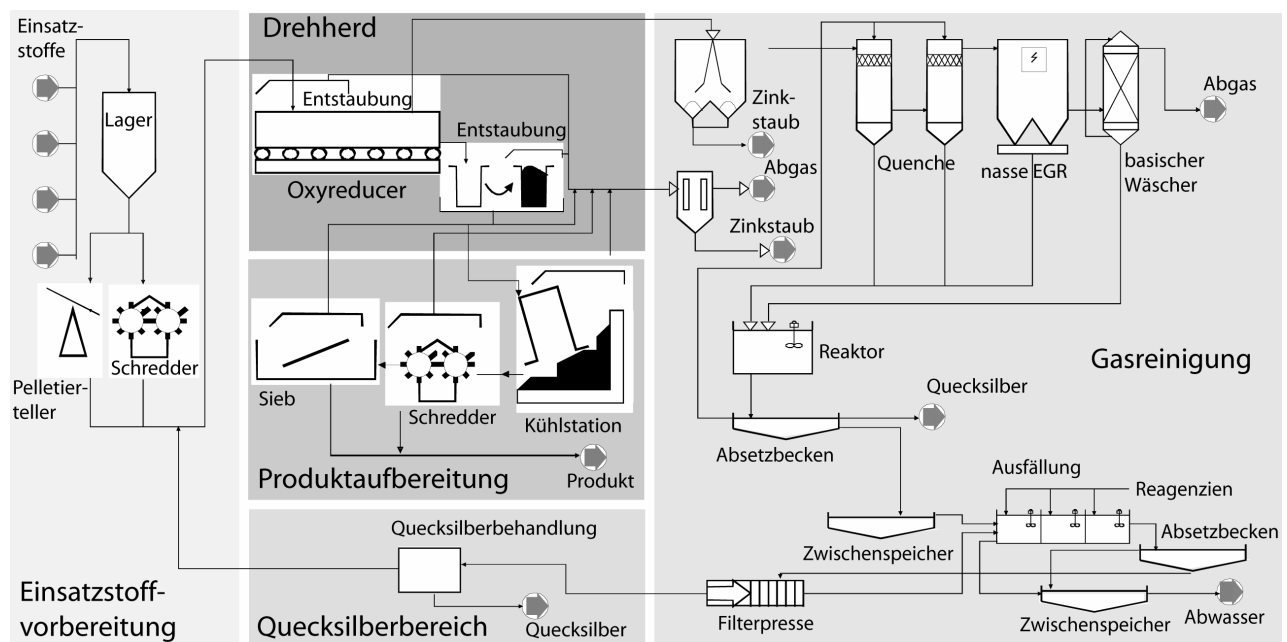 Einsatz-
stoffe
Lager
Pelletier-
teller
Schredder
Einsatzstoff-
vorbereitung
Drehherd
Entstaubung
Entstaubung
Oxyreducer
Sieb
Schredder
Kühlstation
Produktaufbereitung
Produkt
Quecksilberbehandlung
Quecksilberbereich
Quecksilber
Zink-
staub
Abgas
Zinkstaub
Quenche
nasse EGR
basischer
Wäscher
Abgas
Reaktor
Gasreinigung
Quecksilber
Absetzbecken
Ausfällung
Reagenzien
Zwischenspeicher
Absetzbecken
Filterpresse
Zwischenspeicher
Abwasser